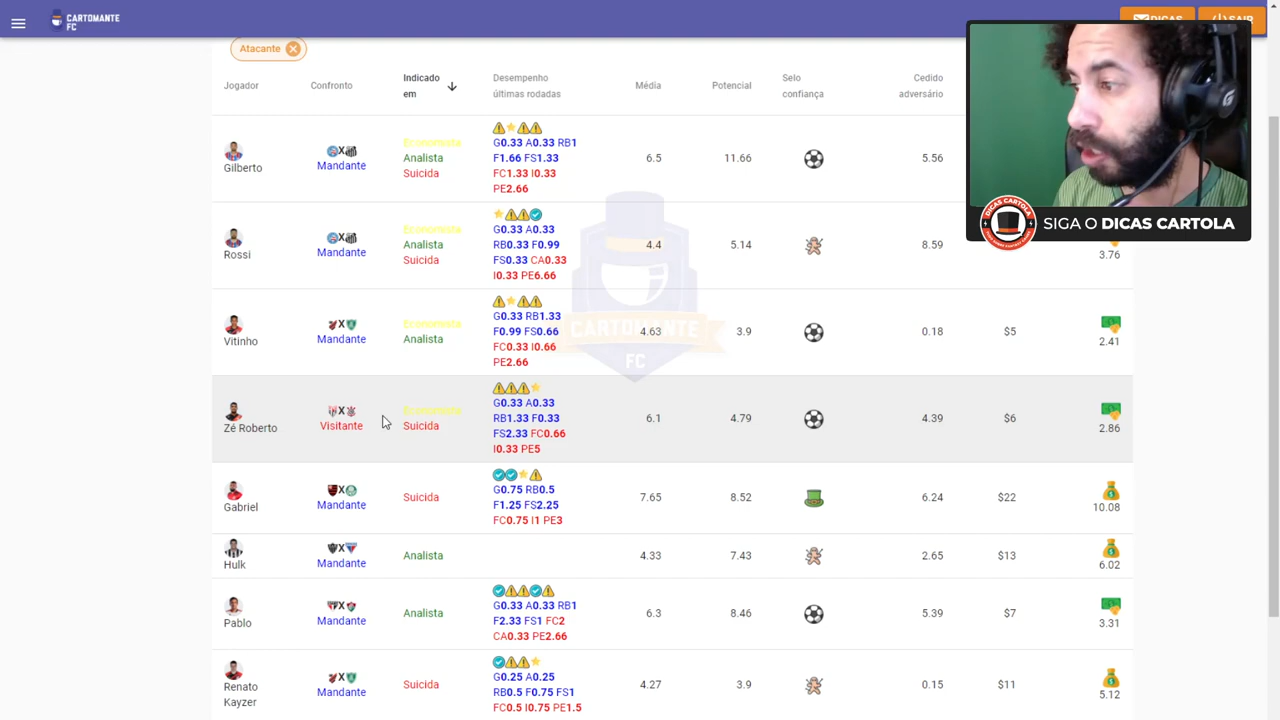 CARTOMANTE
FC
DICAS
SAIR
Atacante
Jogador
Confronto
Indicado
em
Desempenho
últimas rodadas
Média
Potencial
Selo
confiança
Cedido
adversário
Gilberto
X
Mandante
Economista
Analista
Suicida
G0.33 A0.33 RB1
F1.66 FS1.33
FC1.33 I0.33
PE2.66
6.5
11.66
5.56
Rossi
X
Mandante
Economista
Analista
Suicida
G0.33 A0.33
RB0.33 F0.99
FS0.33 CA0.33
I0.33 PE6.66
4.4
5.14
8.59
3.76
Vitinho
X
Mandante
Economista
Analista
G0.33 RB1.33
F0.99 FS0.66
FC0.33 I0.66
PE2.66
4.63
3.9
0.18
$5
2.41
Zé Roberto
X
Visitante
Economista
Suicida
G0.33 A0.33
RB1.33 F0.33
FS2.33 FC0.66
I0.33 PE5
6.1
4.79
4.39
$6
2.86
Gabriel
X
Mandante
Suicida
G0.75 RB0.5
F1.25 FS2.25
FC0.75 I1 PE3
7.65
8.52
6.24
$22
10.08
Hulk
X
Mandante
Analista
4.33
7.43
2.65
$13
6.02
Pablo
X
Mandante
Analista
G0.33 A0.33 RB1
F2.33 FS1 FC2
CA0.33 PE2.66
6.3
8.46
5.39
$7
3.31
Renato
Kayzer
X
Mandante
Suicida
G0.25 A0.25
RB0.5 F0.75 FS1
FC0.5 I0.75 PE1.5
4.27
3.9
0.15
$11
5.12
CARTOMANTE
FC
SIGA O DICAS CARTOLA